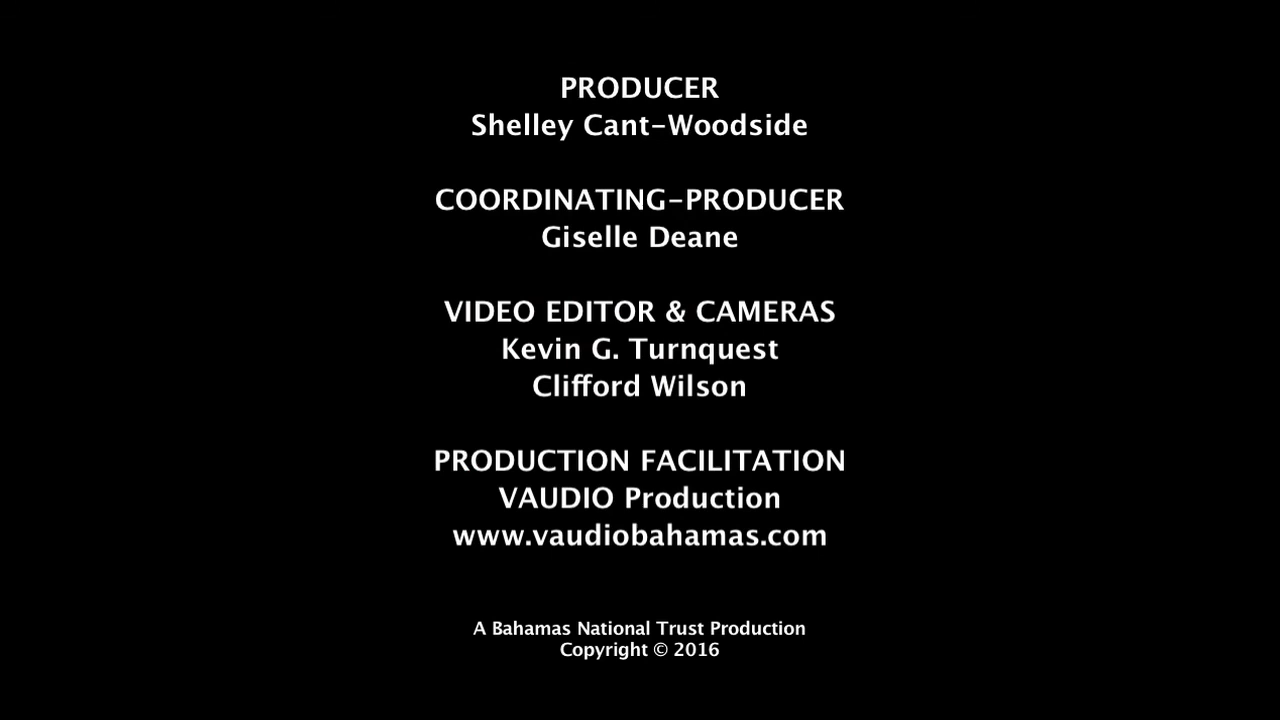 PRODUCER
Shelley Cant-Woodside
COORDINATING-PRODUCER
Giselle Deane
VIDEO EDITOR & CAMERAS
Kevin G. Turnquest
Clifford Wilson
PRODUCTION FACILITATION
VAUDIO Production
www.vaudiobahamas.com
A Bahamas National Trust Production
Copyright © 2016